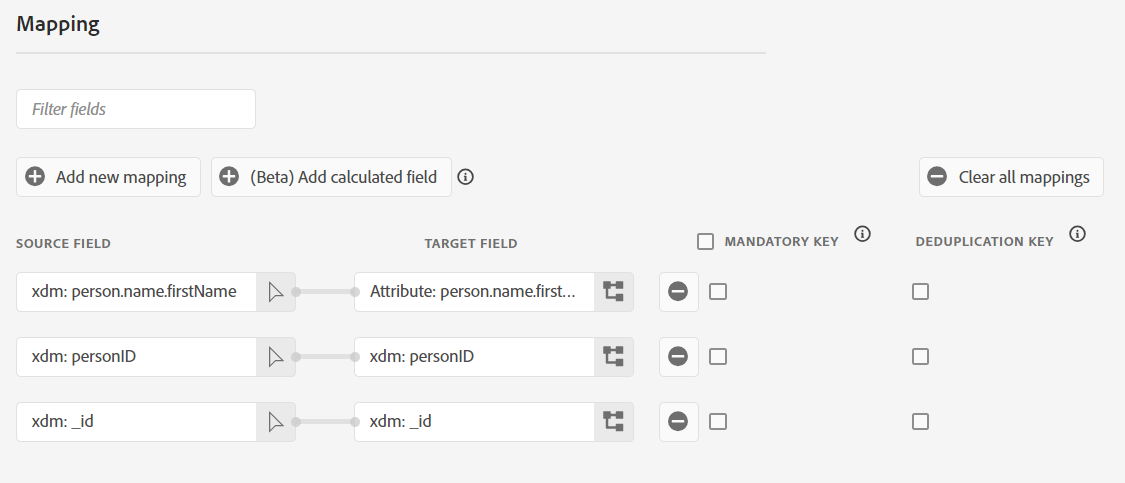 Mapping
Filter fields
Add new mapping
(Beta) Add calculated field
Clear all mappings
SOURCE FIELD
TARGET FIELD
MANDATORY KEY
DEDUPLICATION KEY
xdm: person.name.firstName
Attribute: person.name.first...
xdm: personID
xdm: personID
xdm: _id
xdm: _id